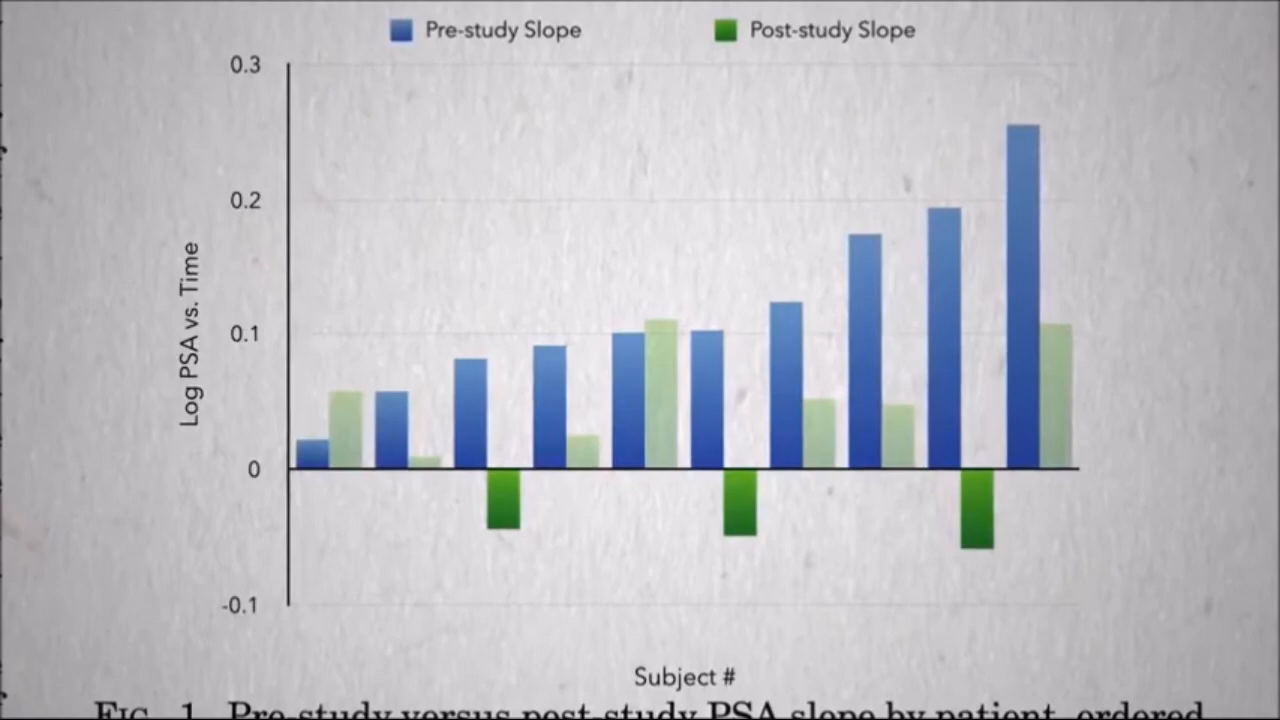 Pre-study Slope
Post-study Slope
0.3
0.2
0.1
0
-0.1
Log PSA vs. Time
Subject #
FIG. 1. Pre-study versus post-study PSA slope by patient, ordered